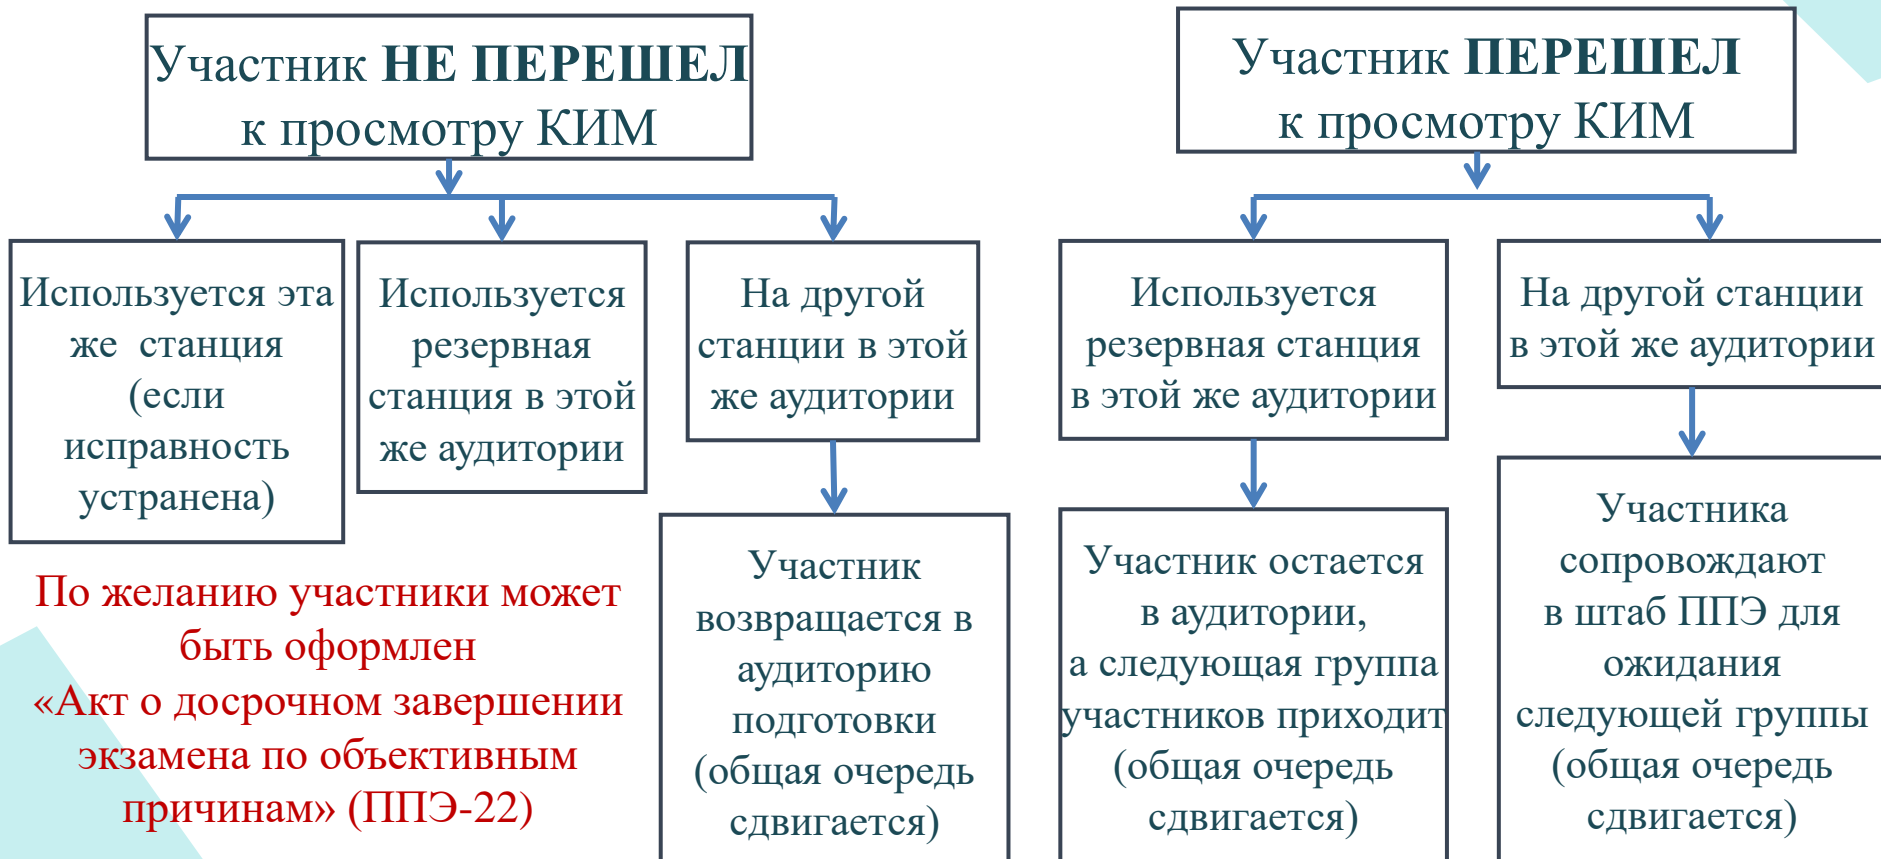 Участник НЕ ПЕРЕШЕЛ
к просмотру КИМ
Используется эта
же станция
(если
исправность
устранена)
Используется
резервная
станция в этой
же аудитории
На другой
станции в этой
же аудитории
Участник
возвращается в
аудиторию
подготовки
(общая очередь
сдвигается)
По желанию участники может
быть оформлен
«Акт о досрочном завершении
экзамена по объективным
причинам» (ППЭ-22)
Участник ПЕРЕШЕЛ
к просмотру КИМ
Используется
резервная станция
в этой же аудитории
Участник остается
в аудитории,
а следующая группа
участников приходит
(общая очередь
сдвигается)
На другой станции
в этой же аудитории
Участника
сопровождают
в штаб ППЭ для
ожидания
следующей группы
(общая очередь
сдвигается)